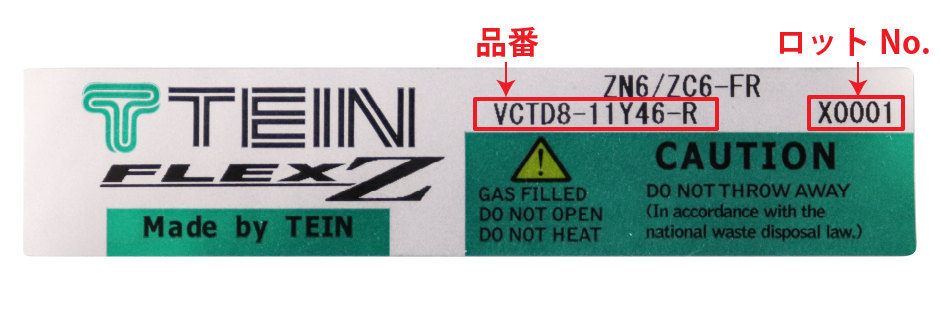 品番
ロット No.
TEIN
FLEX Z
Made by TEIN
ZN6/ZC6-FR
VCTD8-11Y46-R
X0001
CAUTION
GAS FILLED
DO NOT OPEN
DO NOT HEAT
DO NOT THROW AWAY
(In accordance with the
national waste disposal law.)